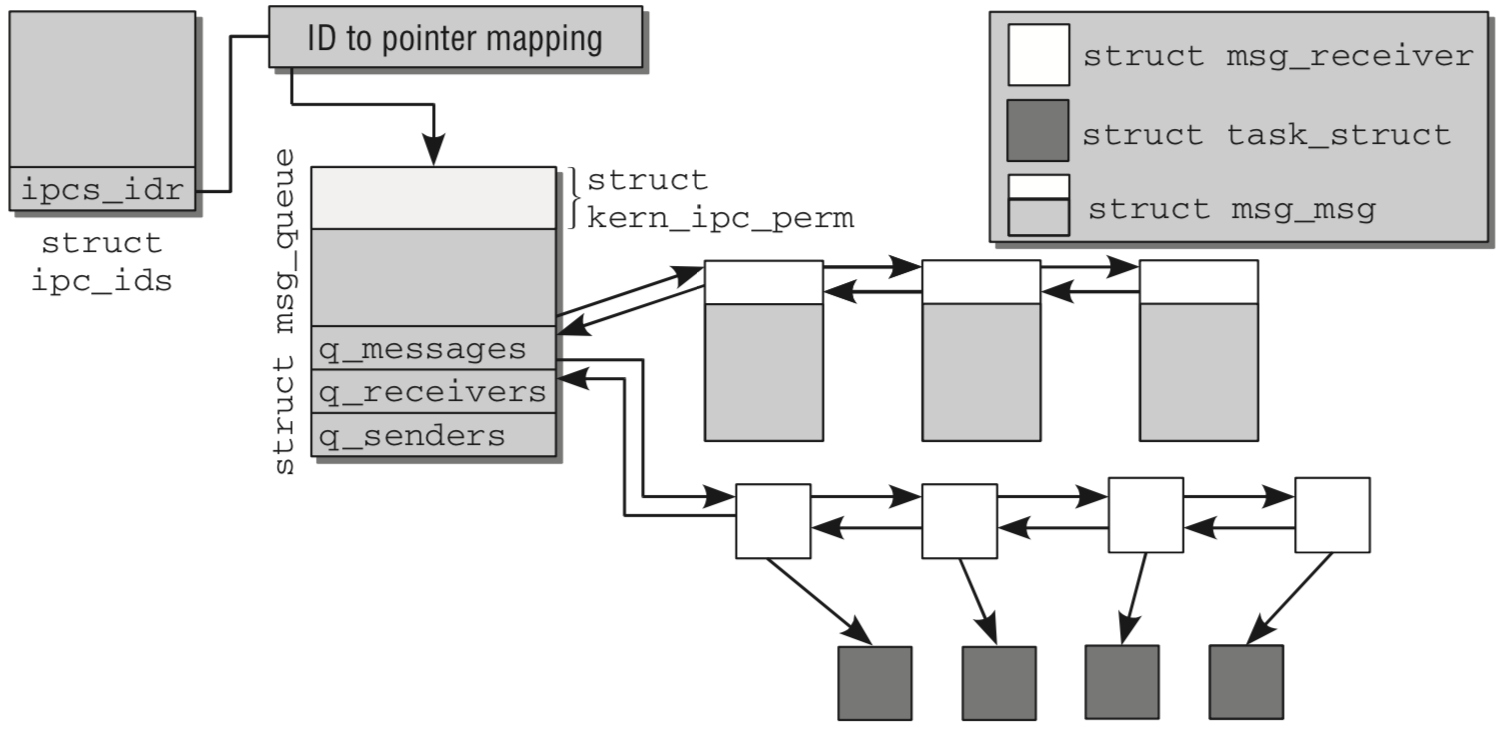 ID to pointer mapping
ipcs_idr
struct
ipc_ids
struct msg_queue
struct
kern_ipc_perm
q_messages
q_receivers
q_senders
struct msg_receiver
struct task_struct
struct msg_msg